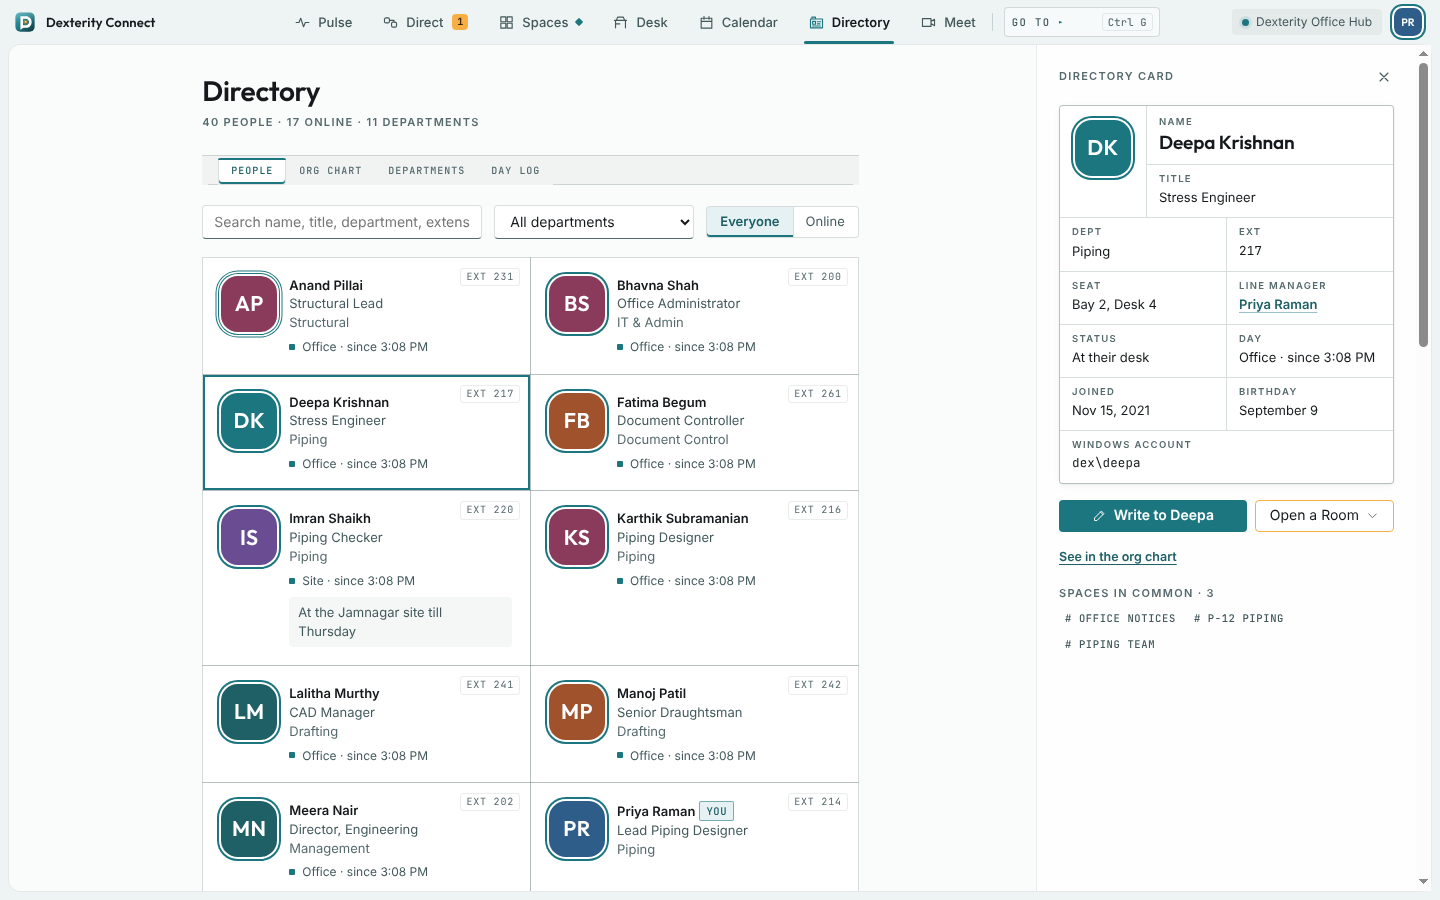 Dexterity Connect
Pulse
Direct 1
Spaces
Desk
Calendar
Directory
Meet
GO TO
Ctrl G
Dexterity Office Hub
PR
Directory
40 PEOPLE · 17 ONLINE · 11 DEPARTMENTS
PEOPLE ORG CHART DEPARTMENTS DAY LOG
Search name, title, department, extens
All departments
Everyone Online
AP
Anand Pillai
EXT 231
Structural Lead
Structural
Office · since 3:08 PM
BS
Bhavna Shah
EXT 200
Office Administrator
IT & Admin
Office · since 3:08 PM
DK
Deepa Krishnan
EXT 217
Stress Engineer
Piping
Office · since 3:08 PM
FB
Fatima Begum
EXT 261
Document Controller
Document Control
Office · since 3:08 PM
IS
Imran Shaikh
EXT 220
Piping Checker
Piping
Site · since 3:08 PM
At the Jamnagar site till
Thursday
KS
Karthik Subramanian
EXT 216
Piping Designer
Piping
Office · since 3:08 PM
LM
Lalitha Murthy
EXT 241
CAD Manager
Drafting
Office · since 3:08 PM
MP
Manoj Patil
EXT 242
Senior Draughtsman
Drafting
Office · since 3:08 PM
MN
Meera Nair
EXT 202
Director, Engineering
Management
Office · since 3:08 PM
PR
Priya Raman YOU
EXT 214
Lead Piping Designer
Piping
DIRECTORY CARD
DK
NAME
Deepa Krishnan
TITLE
Stress Engineer
DEPT
Piping
EXT
217
SEAT
Bay 2, Desk 4
LINE MANAGER
Priya Raman
STATUS
At their desk
DAY
Office · since 3:08 PM
JOINED
Nov 15, 2021
BIRTHDAY
September 9
WINDOWS ACCOUNT
dex\deepa
Write to Deepa
Open a Room
See in the org chart
SPACES IN COMMON · 3
# OFFICE NOTICES # P-12 PIPING
# PIPING TEAM